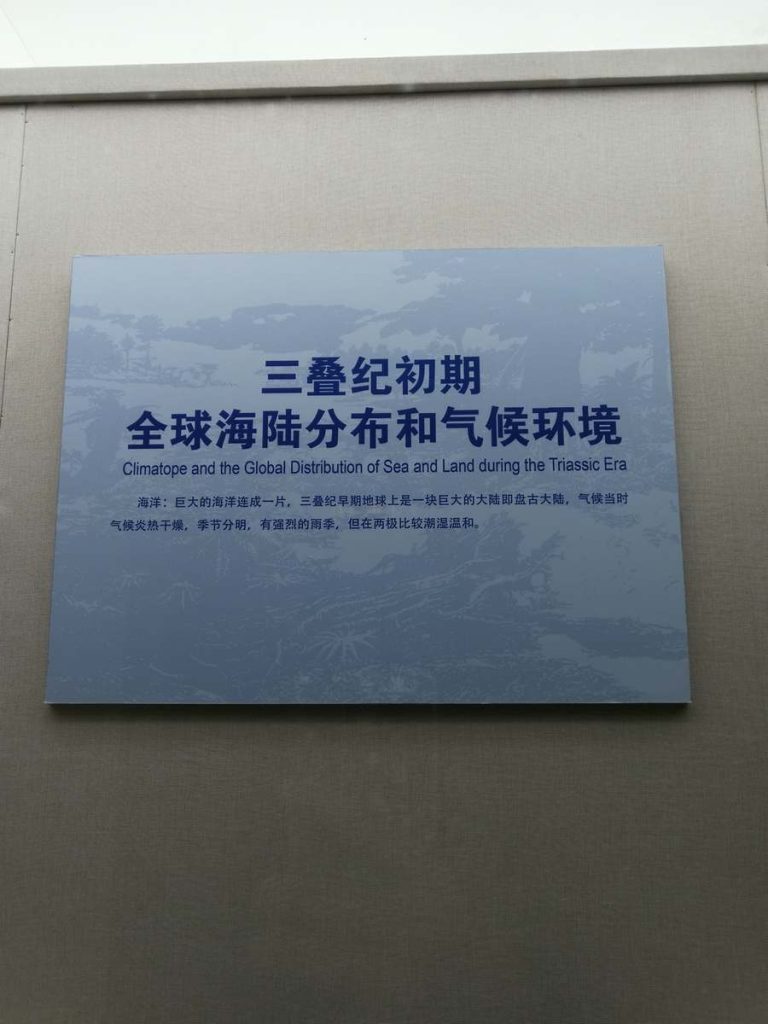 三叠纪初期
全球海陆分布和气候环境
Climatope and the Global Distribution of Sea and Land during the Triassic Era
海洋：巨大的海洋连成一片，三叠纪早期地球上是一块巨大的大陆即盘古大陆，气候当时
气候炎热干燥，季节分明，有强烈的雨季，但在两极比较潮湿温和。